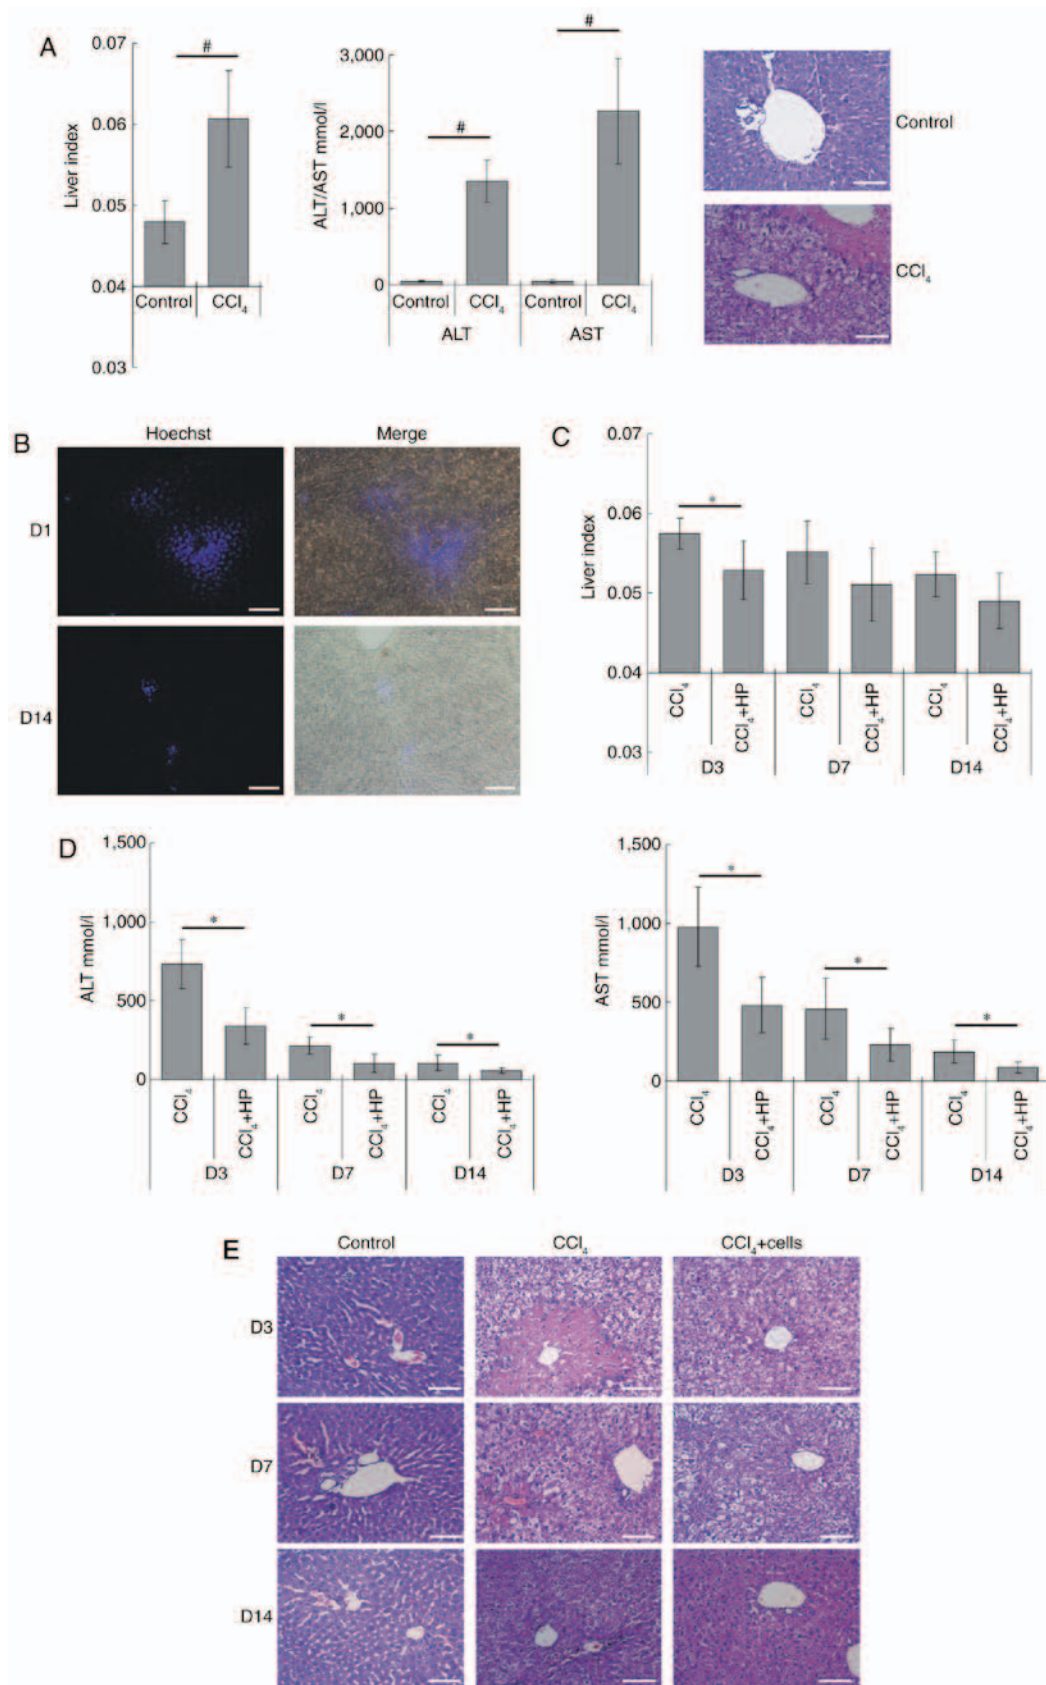 A
0.07
0.06
0.05
0.04
0.03
Liver index
#
Control
CCl₄
3,000
2,000
1,000
0
ALT/AST mmol/l
#
#
Control
CCl₄
Control
CCl₄
ALT
AST
Control
CCl₄
B
Hoechst
Merge
D1
D14
C
0.07
0.06
0.05
0.04
0.03
Liver index
*
CCl₄
CCl₄+HP
CCl₄
CCl₄+HP
CCl₄
CCl₄+HP
D3
D7
D14
D
1,500
1,000
500
0
ALT mmol/l
*
*
*
CCl₄
CCl₄+HP
CCl₄
CCl₄+HP
CCl₄
CCl₄+HP
D3
D7
D14
1,500
1,000
500
0
AST mmol/l
*
*
*
CCl₄
CCl₄+HP
CCl₄
CCl₄+HP
CCl₄
CCl₄+HP
D3
D7
D14
E
Control
CCl₄
CCl₄+cells
D3
D7
D14